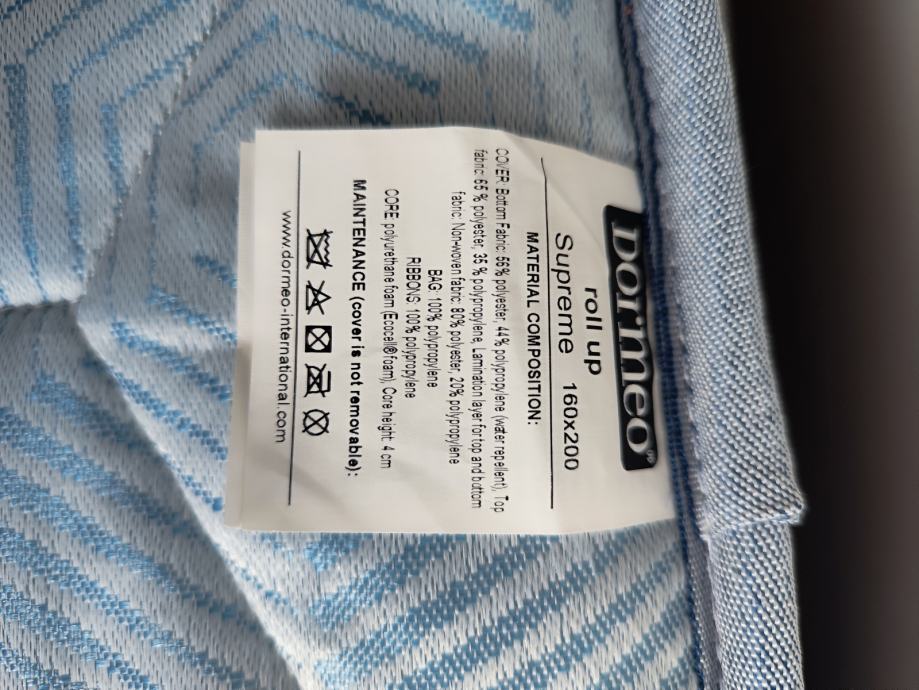 Dormeo®
roll up
Supreme 160x200
MATERIAL COMPOSITION:
COVER: Bottom Fabric: 56% polyester, 44% polypropylene (water repellent), Top
fabric: 65 % polyester, 35 % polypropylene, Lamination layer for top and bottom
fabric: Non-woven fabric: 80% polyester, 20% polypropylene
BAG: 100% polypropylene
RIBBONS: 100% polypropylene
CORE: polyurethane foam (Ecocell® foam), Core height: 4 cm
MAINTENANCE (cover is not removable):
www.dormeo-international.com